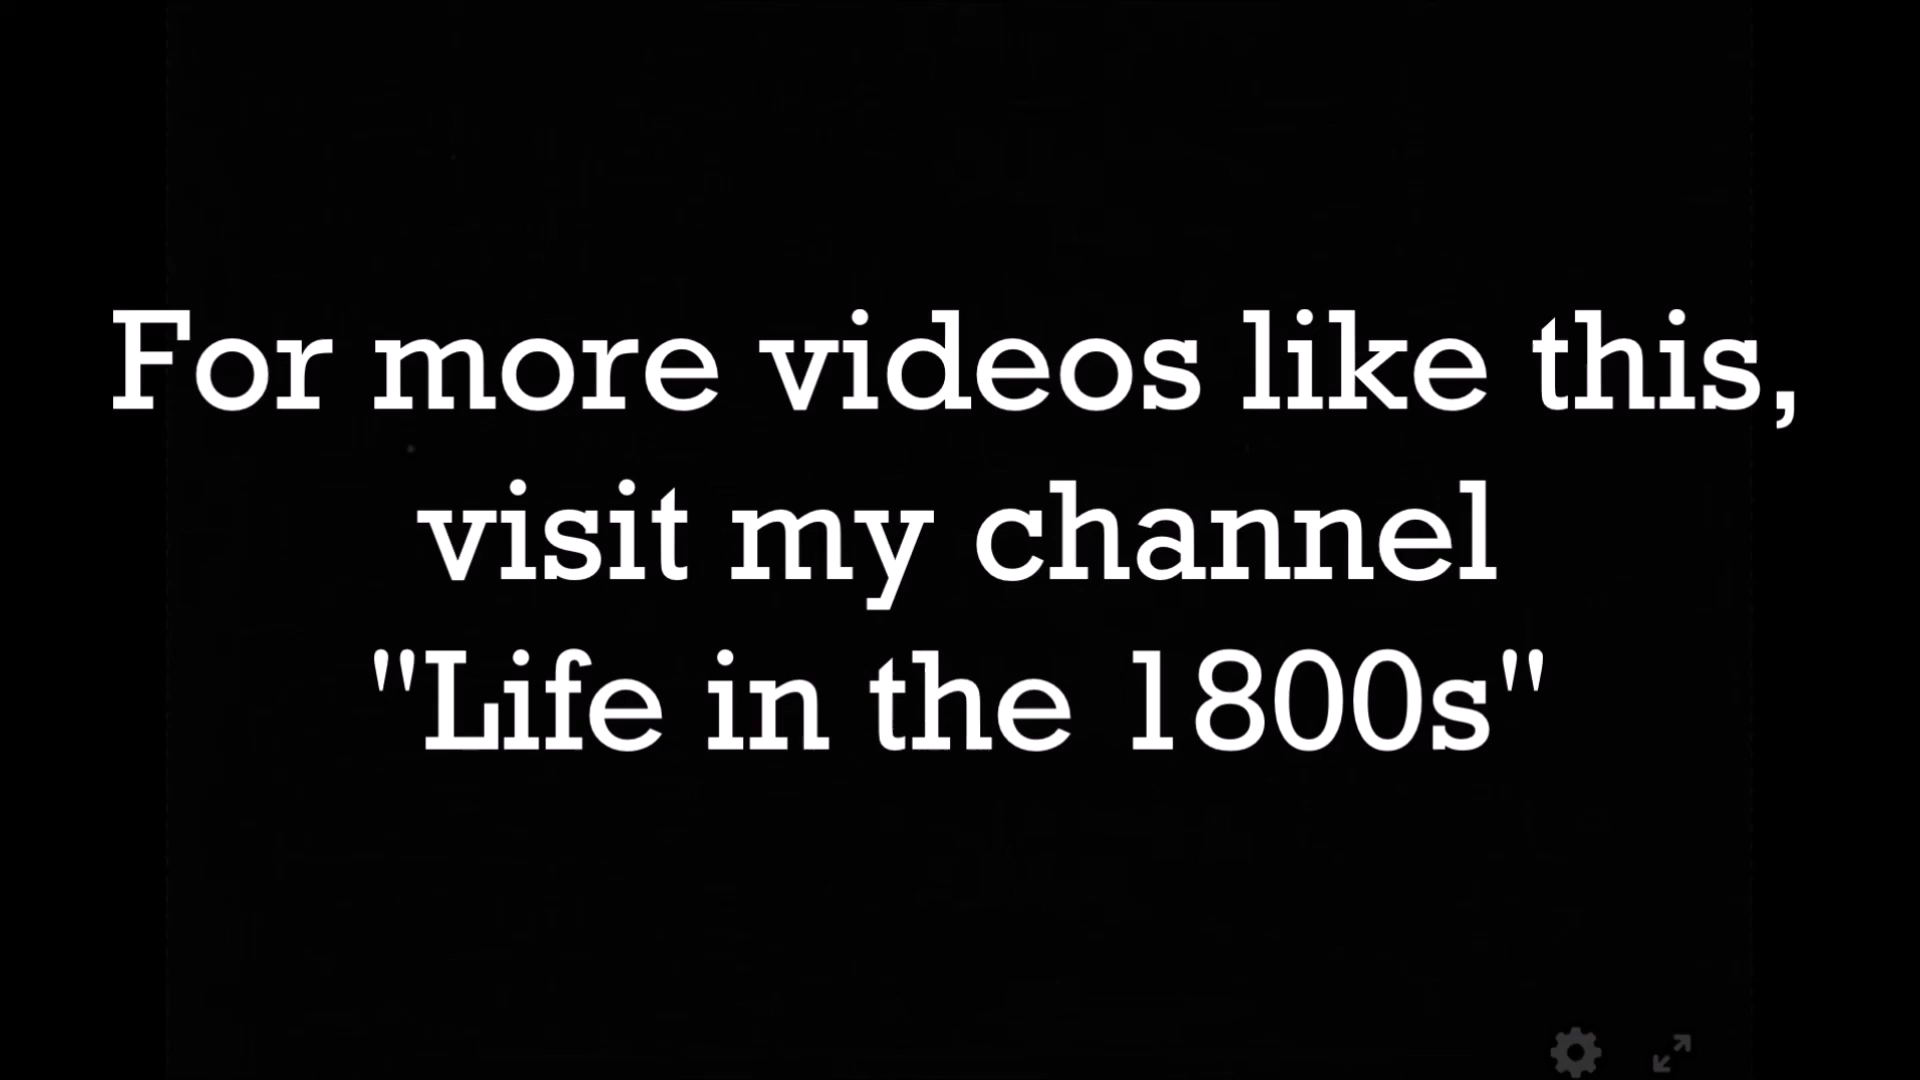 For more videos like this,
visit my channel
"Life in the 1800s"